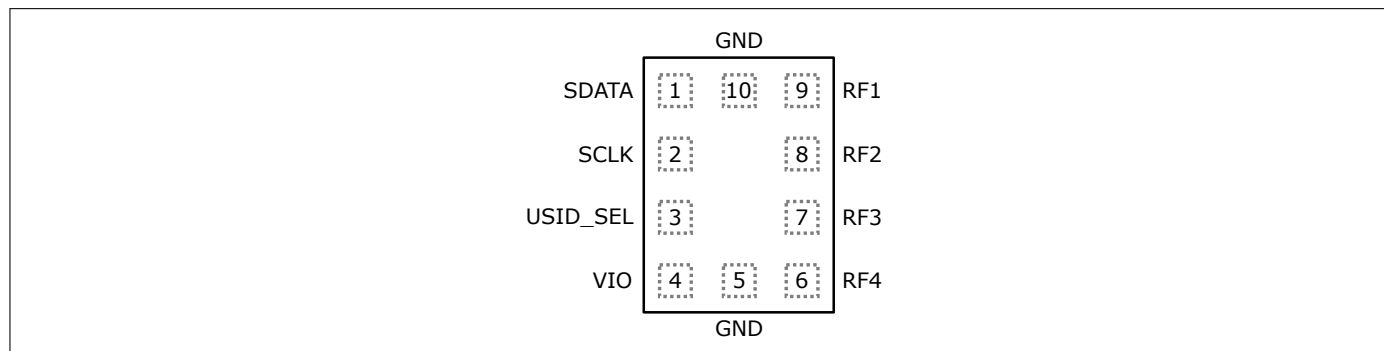 GND
SDATA 1 10 9 RF1
SCLK 2 8 RF2
USID_SEL 3 7 RF3
VIO 4 5 6 RF4
GND